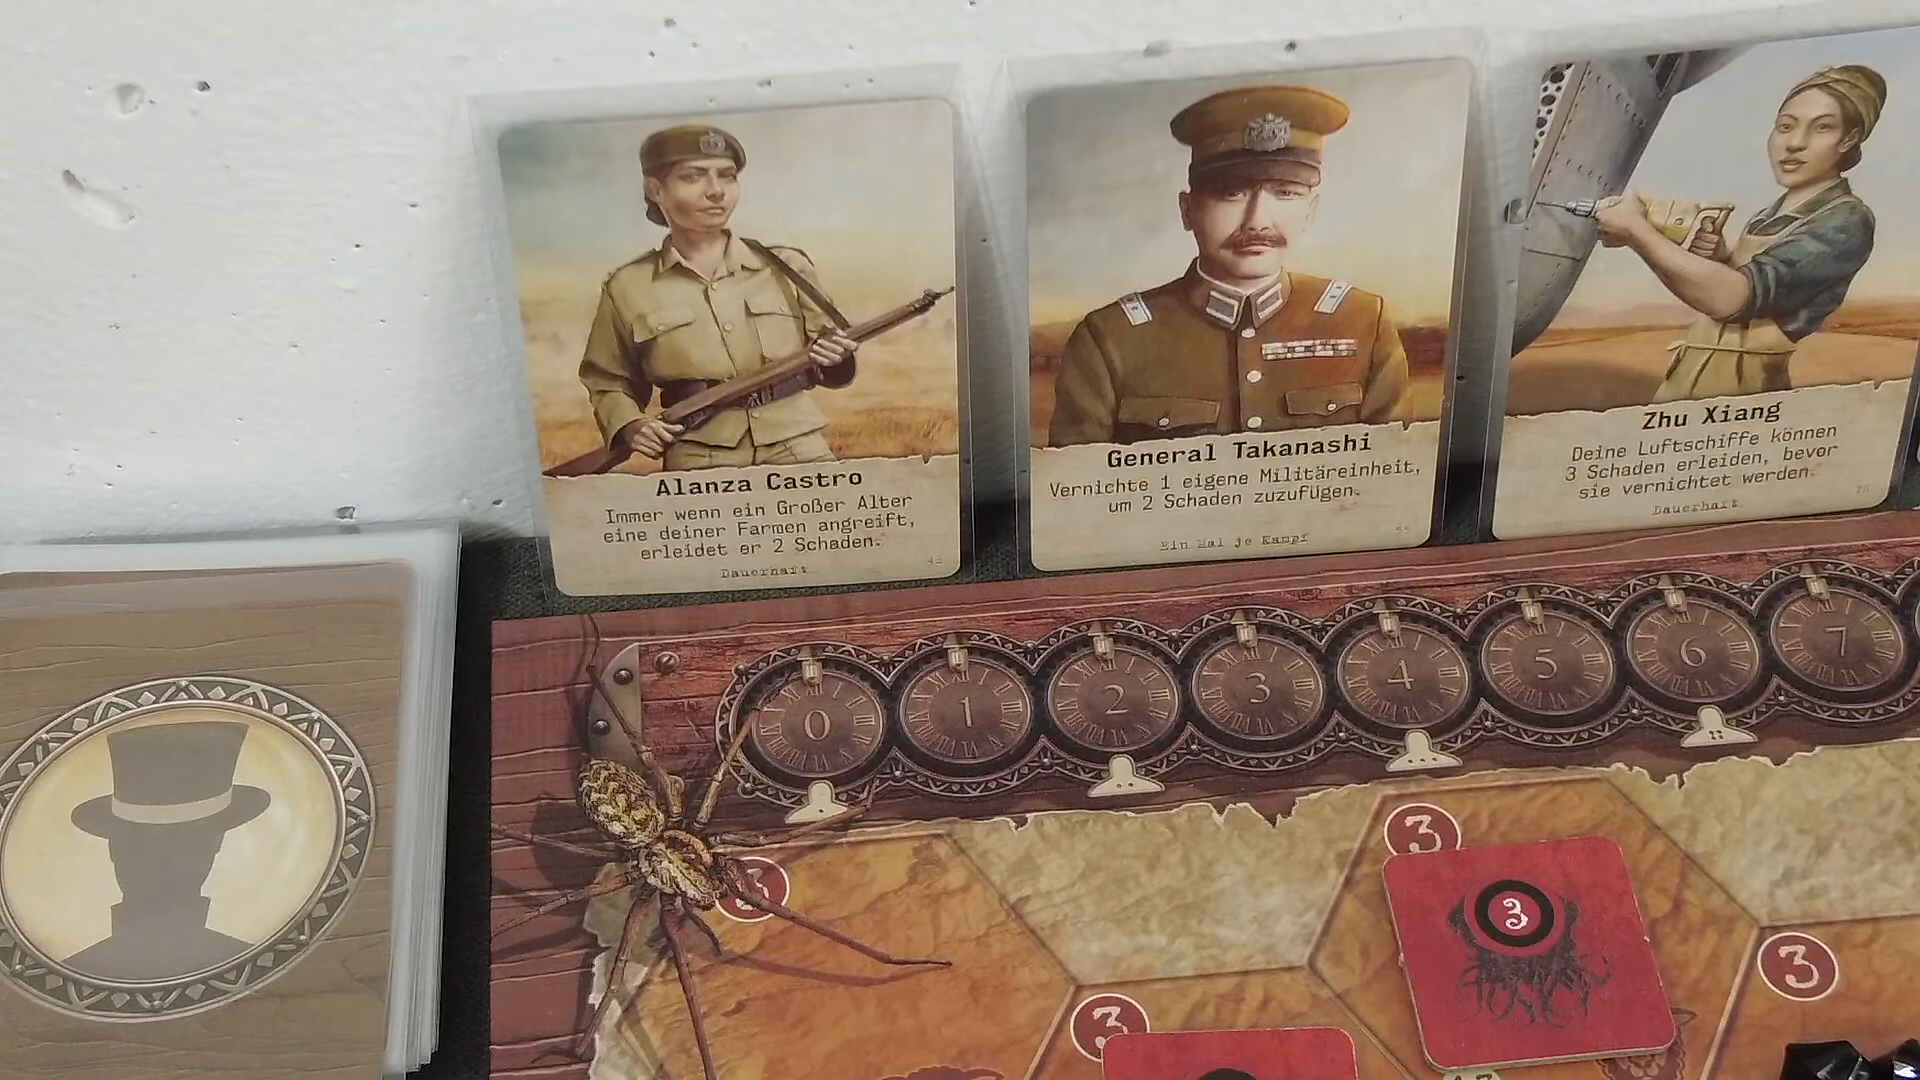 Alanza Castro
Immer wenn ein Großer Alter
eine deiner Farmen angreift,
erleidet er 2 Schaden.
Dauerhaft
48
General Takanashi
Vernichte 1 eigene Militäreinheit,
um 2 Schaden zuzufügen.
Ein Mal je Kampf
55
Zhu Xiang
Deine Luftschiffe können
3 Schaden erleiden, bevor
sie vernichtet werden.
Dauerhaft
0
1
2
3
4
5
6
7
3
3
3
3
3